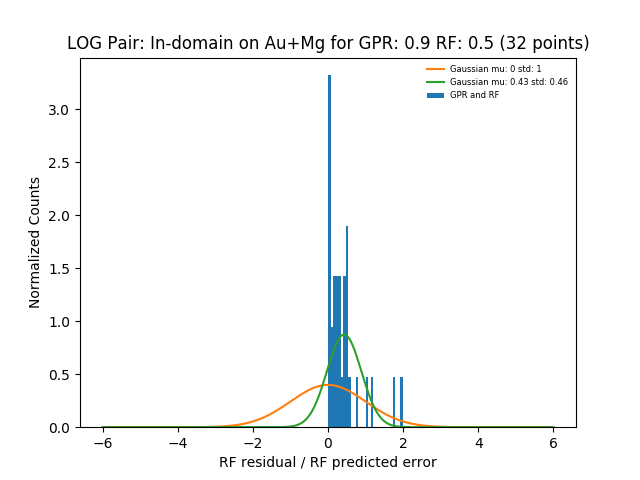 LOG Pair: In-domain on Au+Mg for GPR: 0.9 RF: 0.5 (32 points)
Gaussian mu: 0 std: 1
Gaussian mu: 0.43 std: 0.46
GPR and RF
Normalized Counts
3.0
2.5
2.0
1.5
1.0
0.5
0.0
−6
−4
−2
0
2
4
6
RF residual / RF predicted error